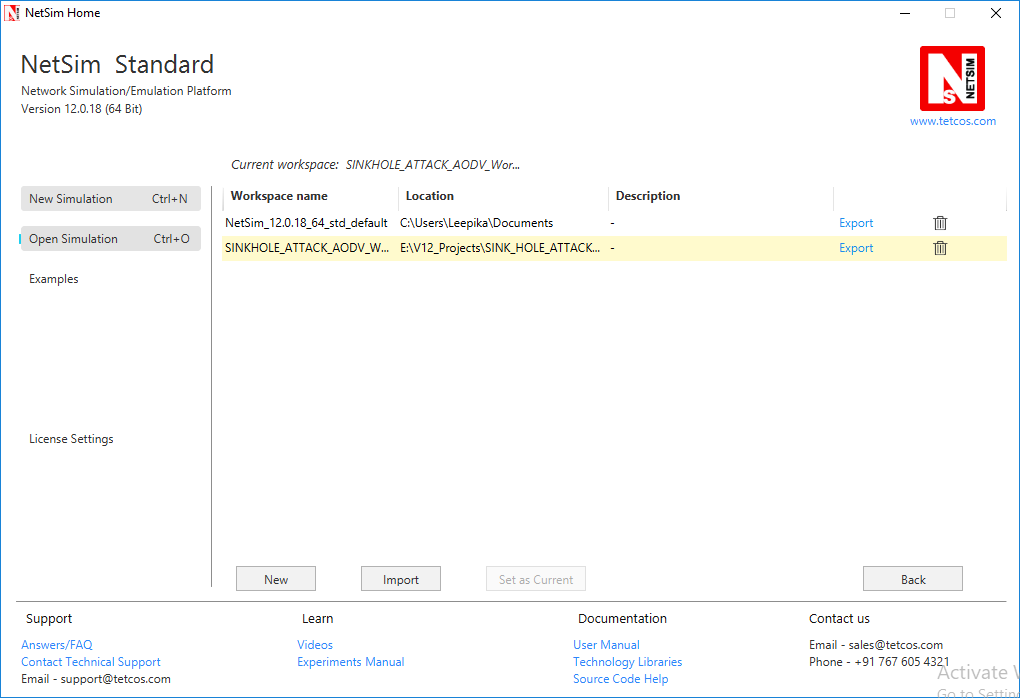 NetSim Home
NetSim Standard
Network Simulation/Emulation Platform
Version 12.0.18 (64 Bit)
NETSIM
www.tetcos.com
Current workspace: SINKHOLE_ATTACK_AODV_Wor...
New Simulation Ctrl+N
Open Simulation Ctrl+O
Examples
License Settings
Workspace name Location Description
NetSim_12.0.18_64_std_default C:\Users\Leepika\Documents - Export
SINKHOLE_ATTACK_AODV_W... E:\V12_Projects\SINK_HOLE_ATTACK... - Export
New Import Set as Current Back
Support
Answers/FAQ
Contact Technical Support
Email - support@tetcos.com
Learn
Videos
Experiments Manual
Documentation
User Manual
Technology Libraries
Source Code Help
Contact us
Email - sales@tetcos.com
Phone - +91 767 605 4321
Activate
Go to Settin